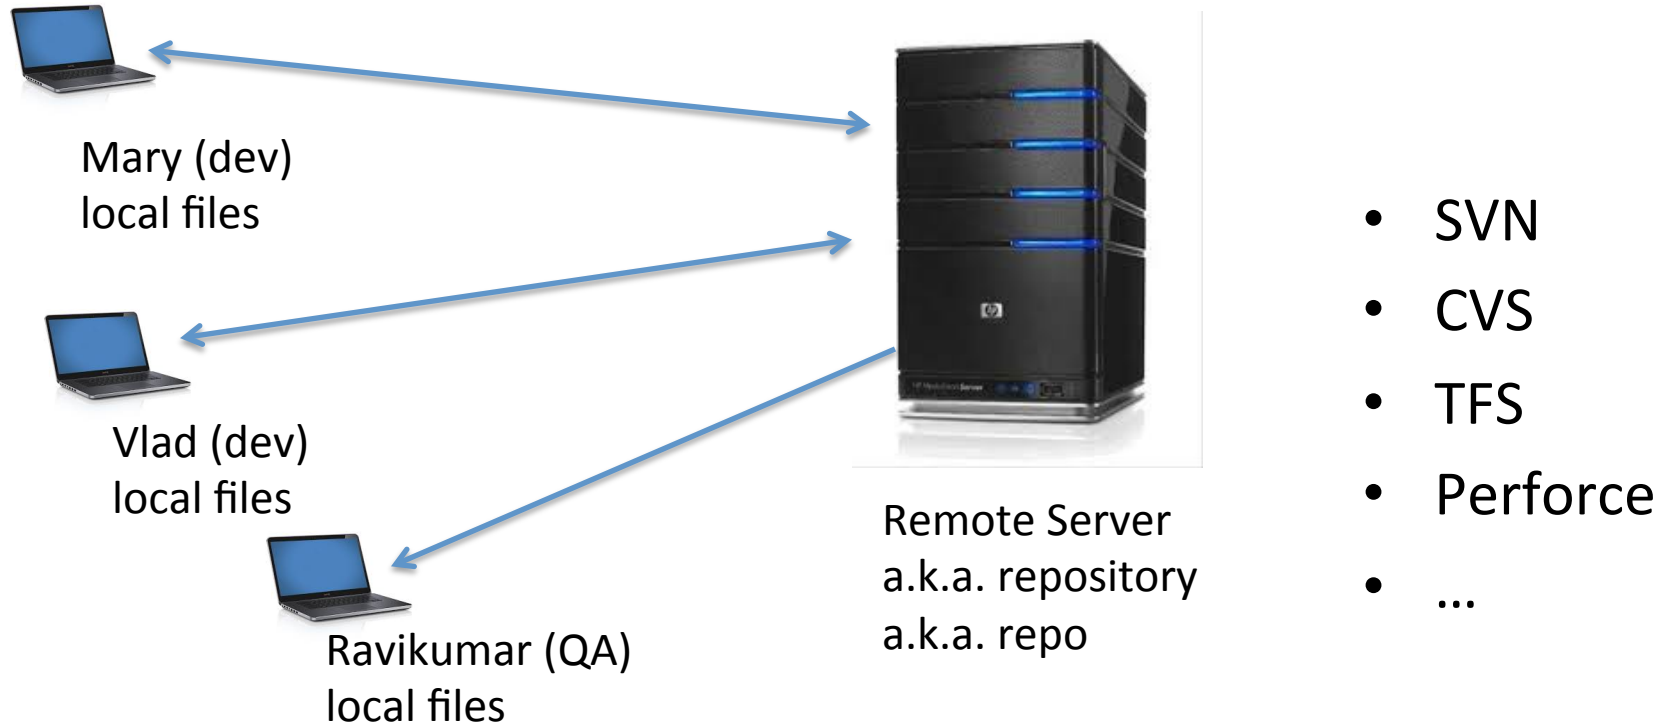 Mary (dev)
local files
Vlad (dev)
local files
Ravikumar (QA)
local files
hp
Remote Server
a.k.a. repository
a.k.a. repo
• SVN
• CVS
• TFS
• Perforce
• ...